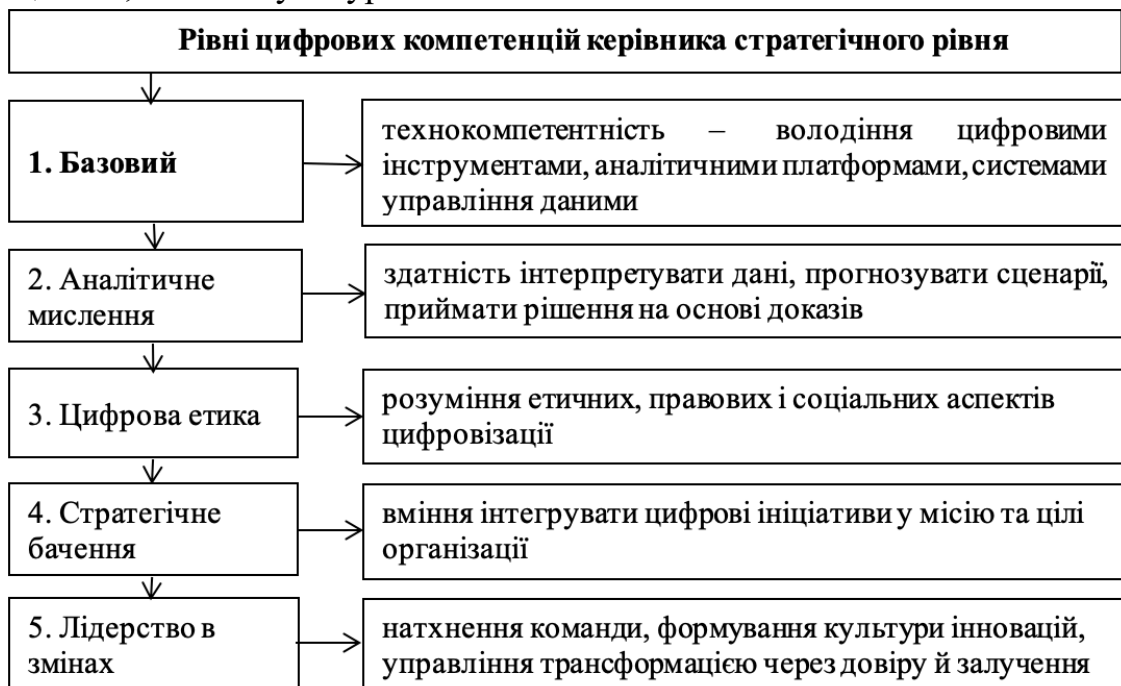 Рівні цифрових компетенцій керівника стратегічного рівня
1. Базовий
технокомпетентність – володіння цифровими
інструментами, аналітичними платформами, системами
управління даними
2. Аналітичне
мислення
здатність інтерпретувати дані, прогнозувати сценарії,
приймати рішення на основі доказів
3. Цифрова етика
розуміння етичних, правових і соціальних аспектів
цифровізації
4. Стратегічне
бачення
вміння інтегрувати цифрові ініціативи у місію та цілі
організації
5. Лідерство в
змінах
натхнення команди, формування культури інновацій,
управління трансформацією через довіру й залучення